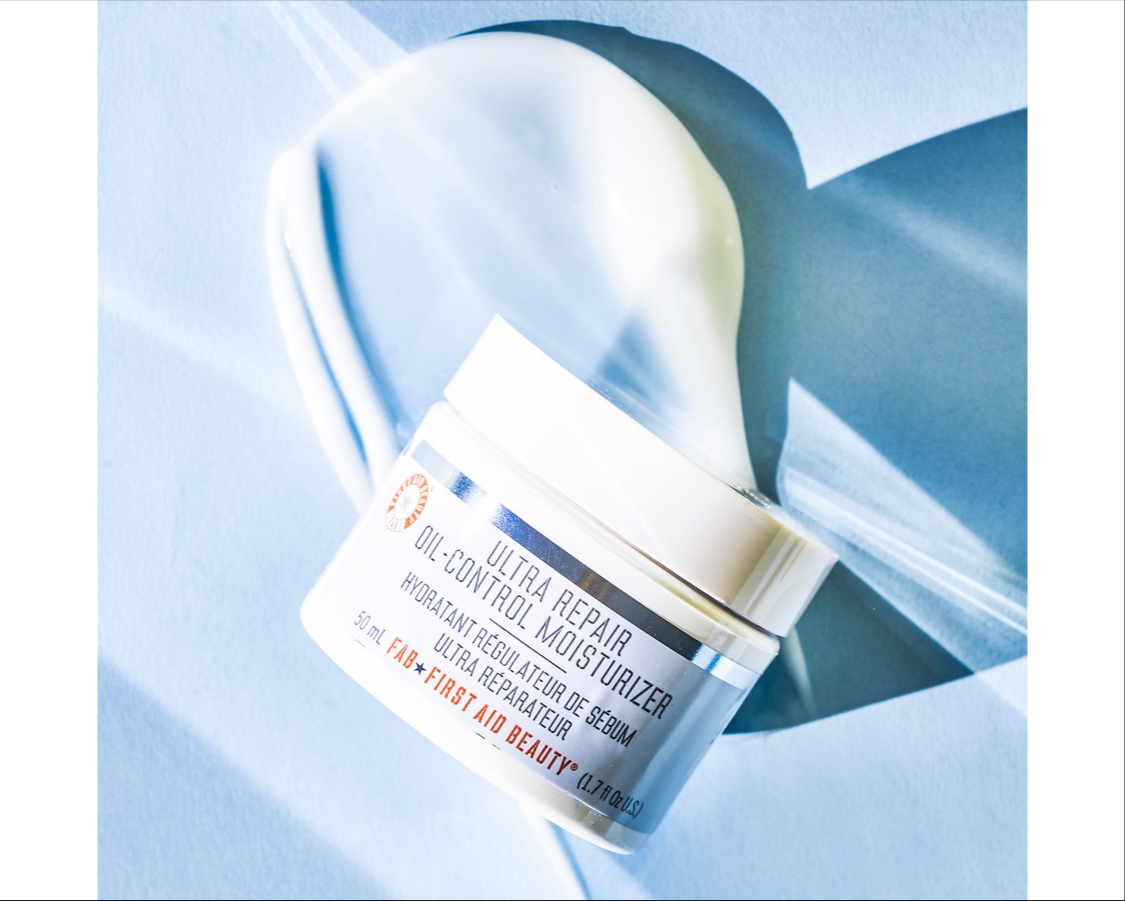 ULTRA REPAIR
OIL-CONTROL MOISTURIZER
HYDRATANT RÉGULATEUR DE SÉBUM
ULTRA RÉPARATEUR
50 mL FAB★FIRST AID BEAUTY® (1.7 fl Oz U.S.)